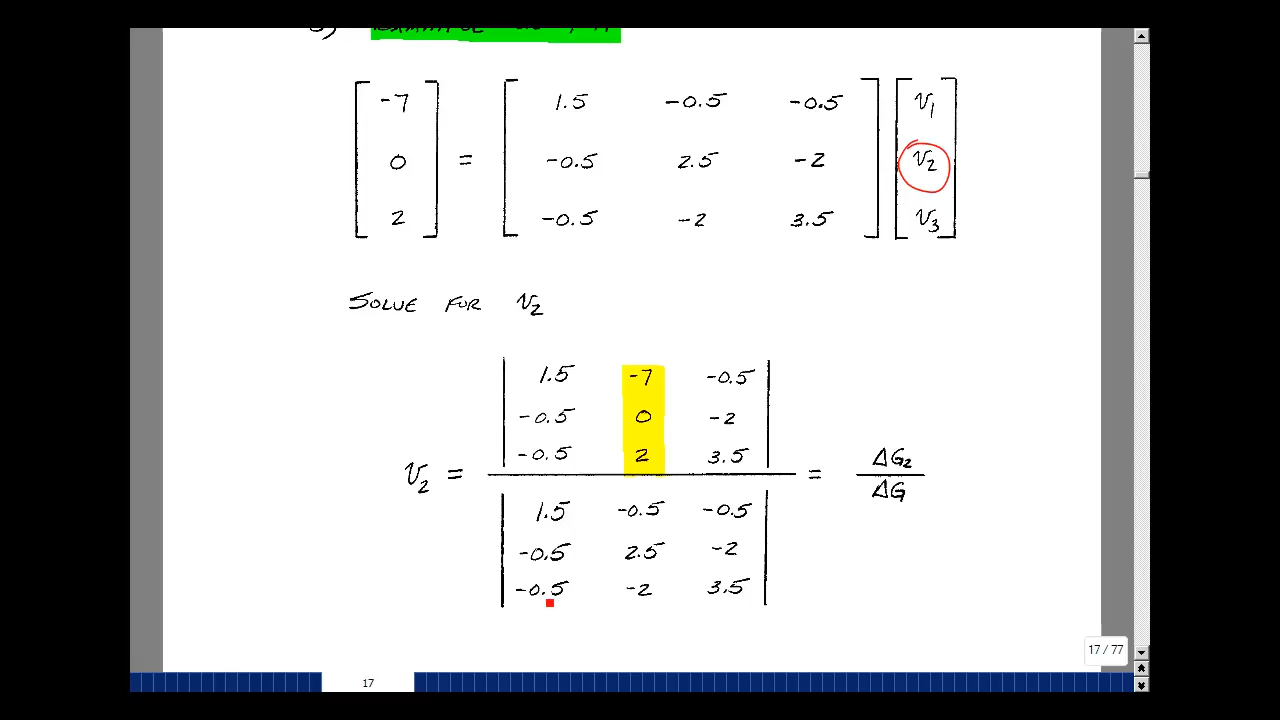 -7 1.5 -0.5 -0.5 V1
0 = -0.5 2.5 -2 V2
2 -0.5 -2 3.5 V3
SOLVE FOR V2
1.5 -7 -0.5
-0.5 0 -2
-0.5 2 3.5
V2 = = ΔG2 / ΔG
1.5 -0.5 -0.5
-0.5 2.5 -2
-0.5 -2 3.5
17 / 77
17